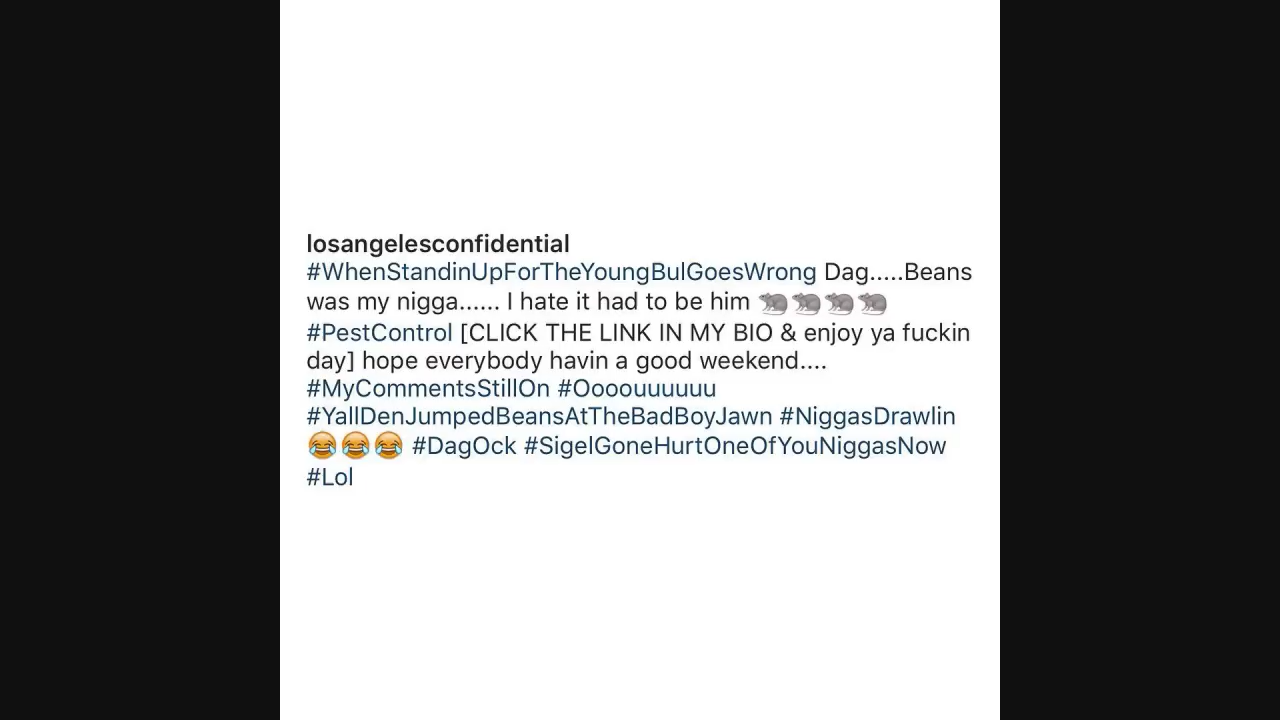 losangelesconfidential
#WhenStandinUpForTheYoungBulGoesWrong Dag.....Beans
was my nigga...... I hate it had to be him 🐀🐀🐀🐀
#PestControl [CLICK THE LINK IN MY BIO & enjoy ya fuckin
day] hope everybody havin a good weekend....
#MyCommentsStillOn #Oooouuuuuu
#YallDenJumpedBeansAtTheBadBoyJawn #NiggasDrawlin
😂😂😂 #DagOck #SigelGoneHurtOneOfYouNiggasNow
#Lol